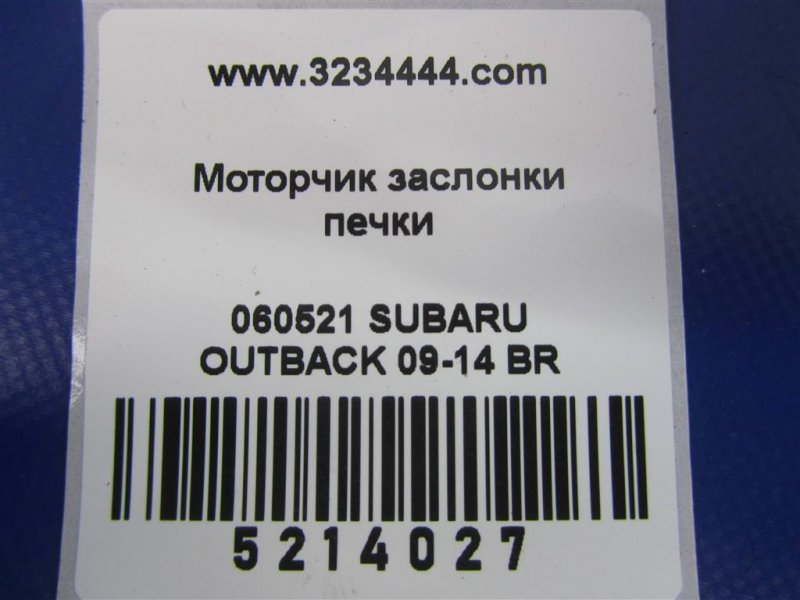 www.3234444.com
Моторчик заслонки
печки
060521 SUBARU
OUTBACK 09-14 BR
5214027